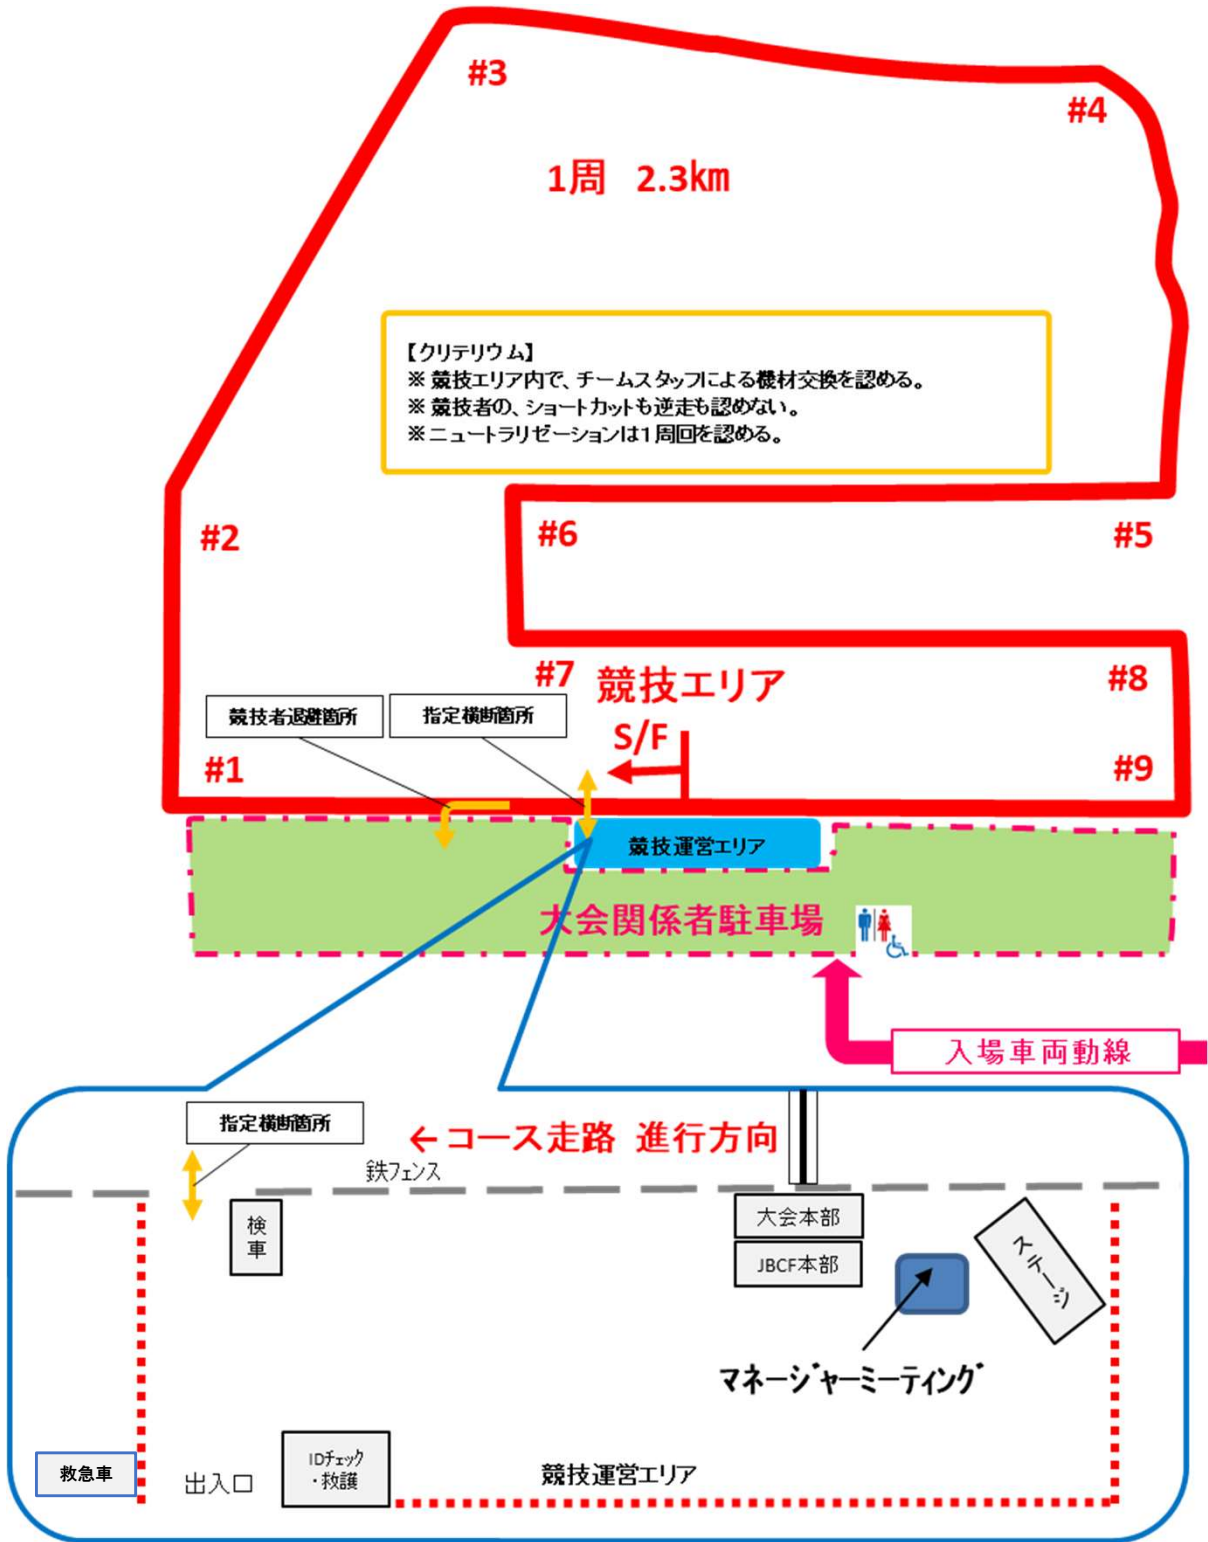 #3
#4
1周 2.3㎞
【クリテリウム】
※ 競技エリア内で、チームスタッフによる機材交換を認める。
※ 競技者の、ショートカットも逆走も認めない。
※ニュートラリゼーションは1周回を認める。
#2
#6
#5
#7
競技エリア
#8
競技者退避箇所
指定横断箇所
S/F
#1
#9
競技運営エリア
大会関係者駐車場
入場車両動線
指定横断箇所
←コース走路 進行方向
鉄フェンス
検車
大会本部
JBCF本部
ステージ
マネージャーミーティング
救急車
出入口
IDチェック
・救護
競技運営エリア